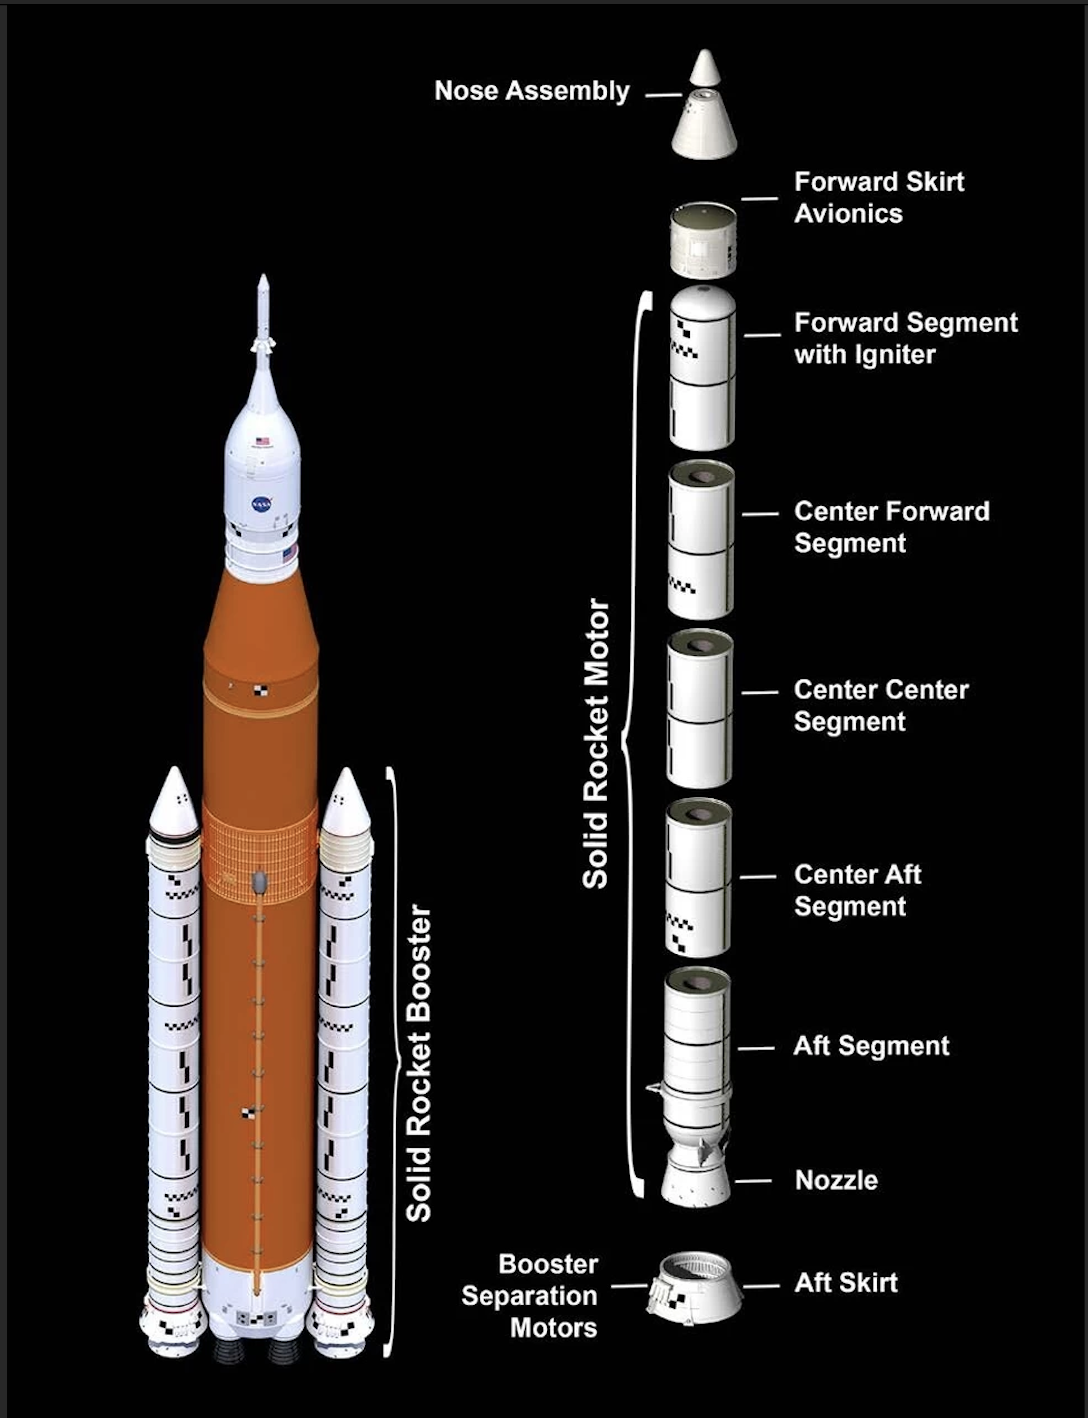 Nose Assembly
Forward Skirt
Avionics
Forward Segment
with Igniter
Center Forward
Segment
Solid Rocket Motor
Center Center
Segment
Center Aft
Segment
Solid Rocket Booster
Aft Segment
Nozzle
Booster
Separation
Motors
Aft Skirt
NASA